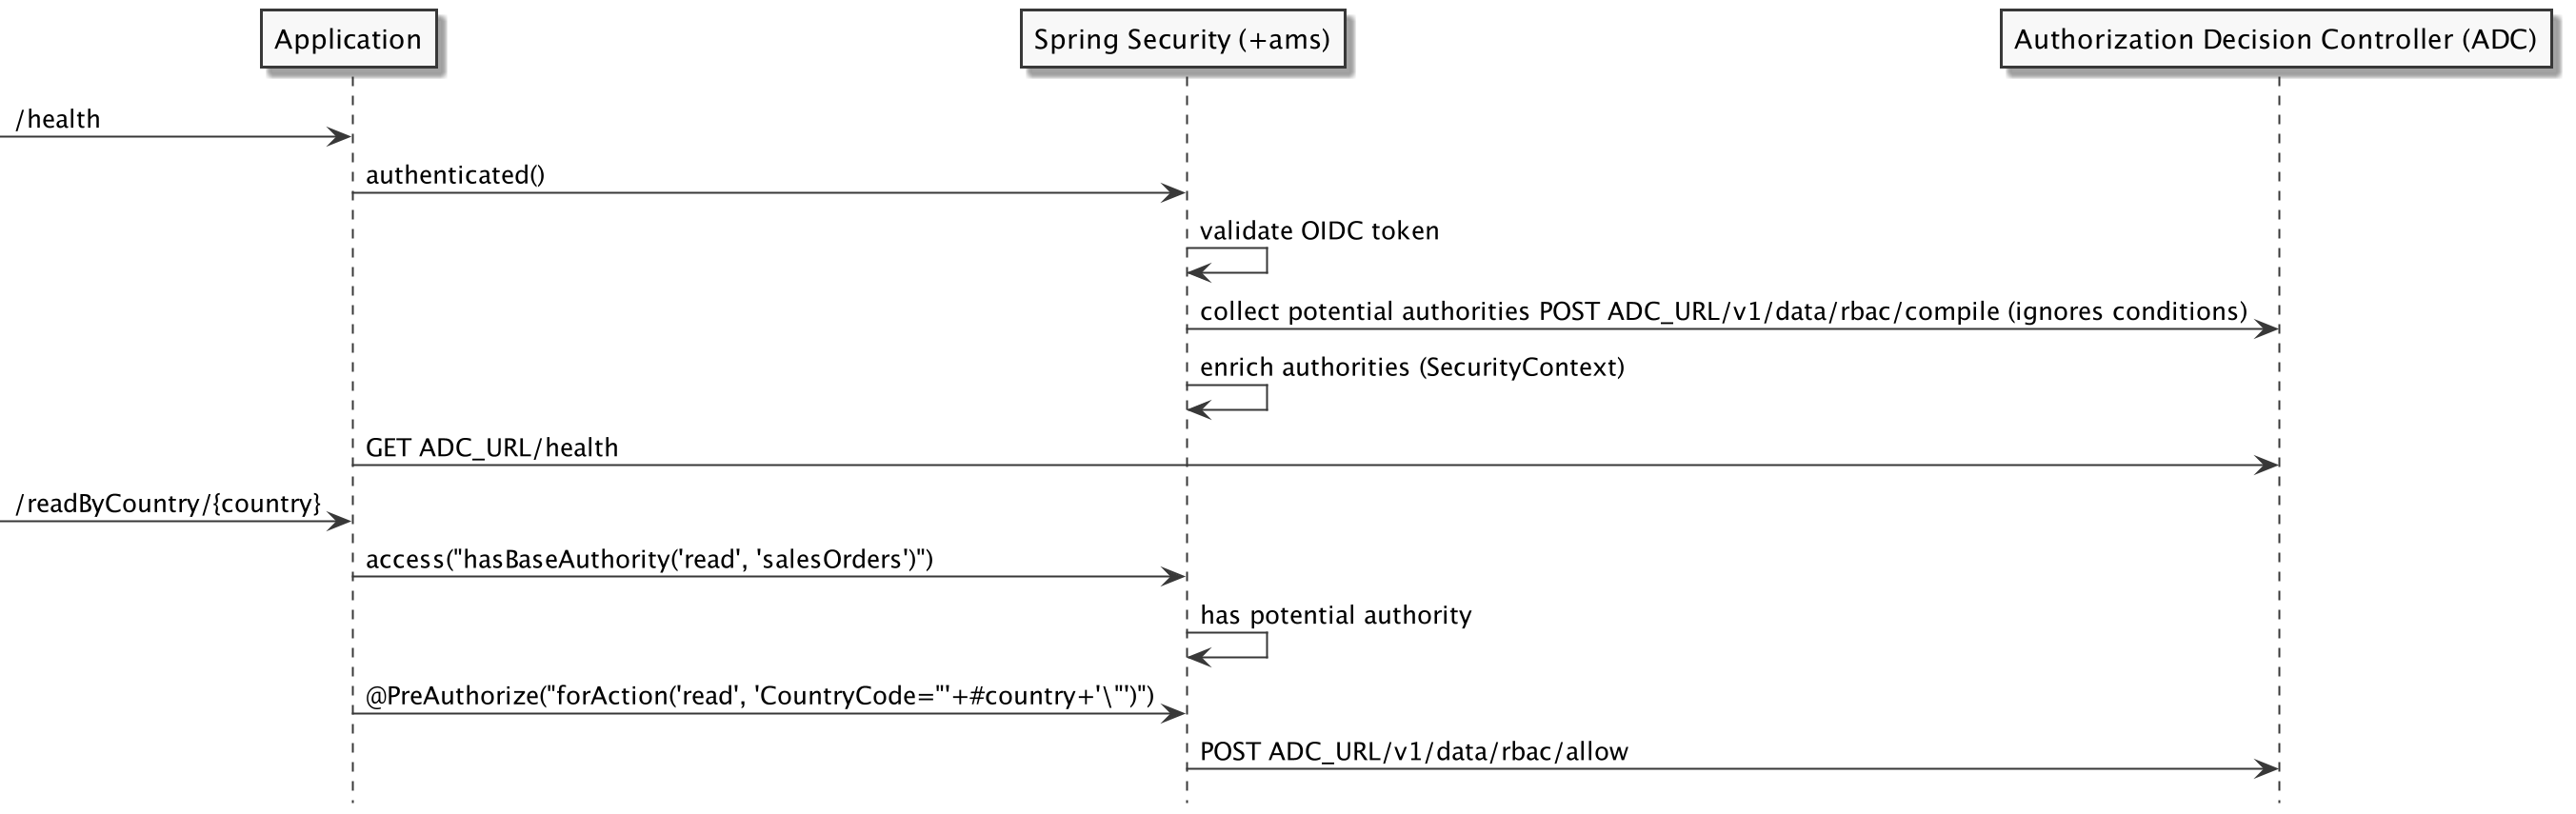 Application
Spring Security (+ams)
Authorization Decision Controller (ADC)
/health
authenticated()
validate OIDC token
collect potential authorities POST ADC_URL/v1/data/rbac/compile (ignores conditions)
enrich authorities (SecurityContext)
GET ADC_URL/health
/readByCountry/{country}
access("hasBaseAuthority('read', 'salesOrders')")
has potential authority
@PreAuthorize("forAction('read', 'CountryCode="'+#country+'\"')")
POST ADC_URL/v1/data/rbac/allow